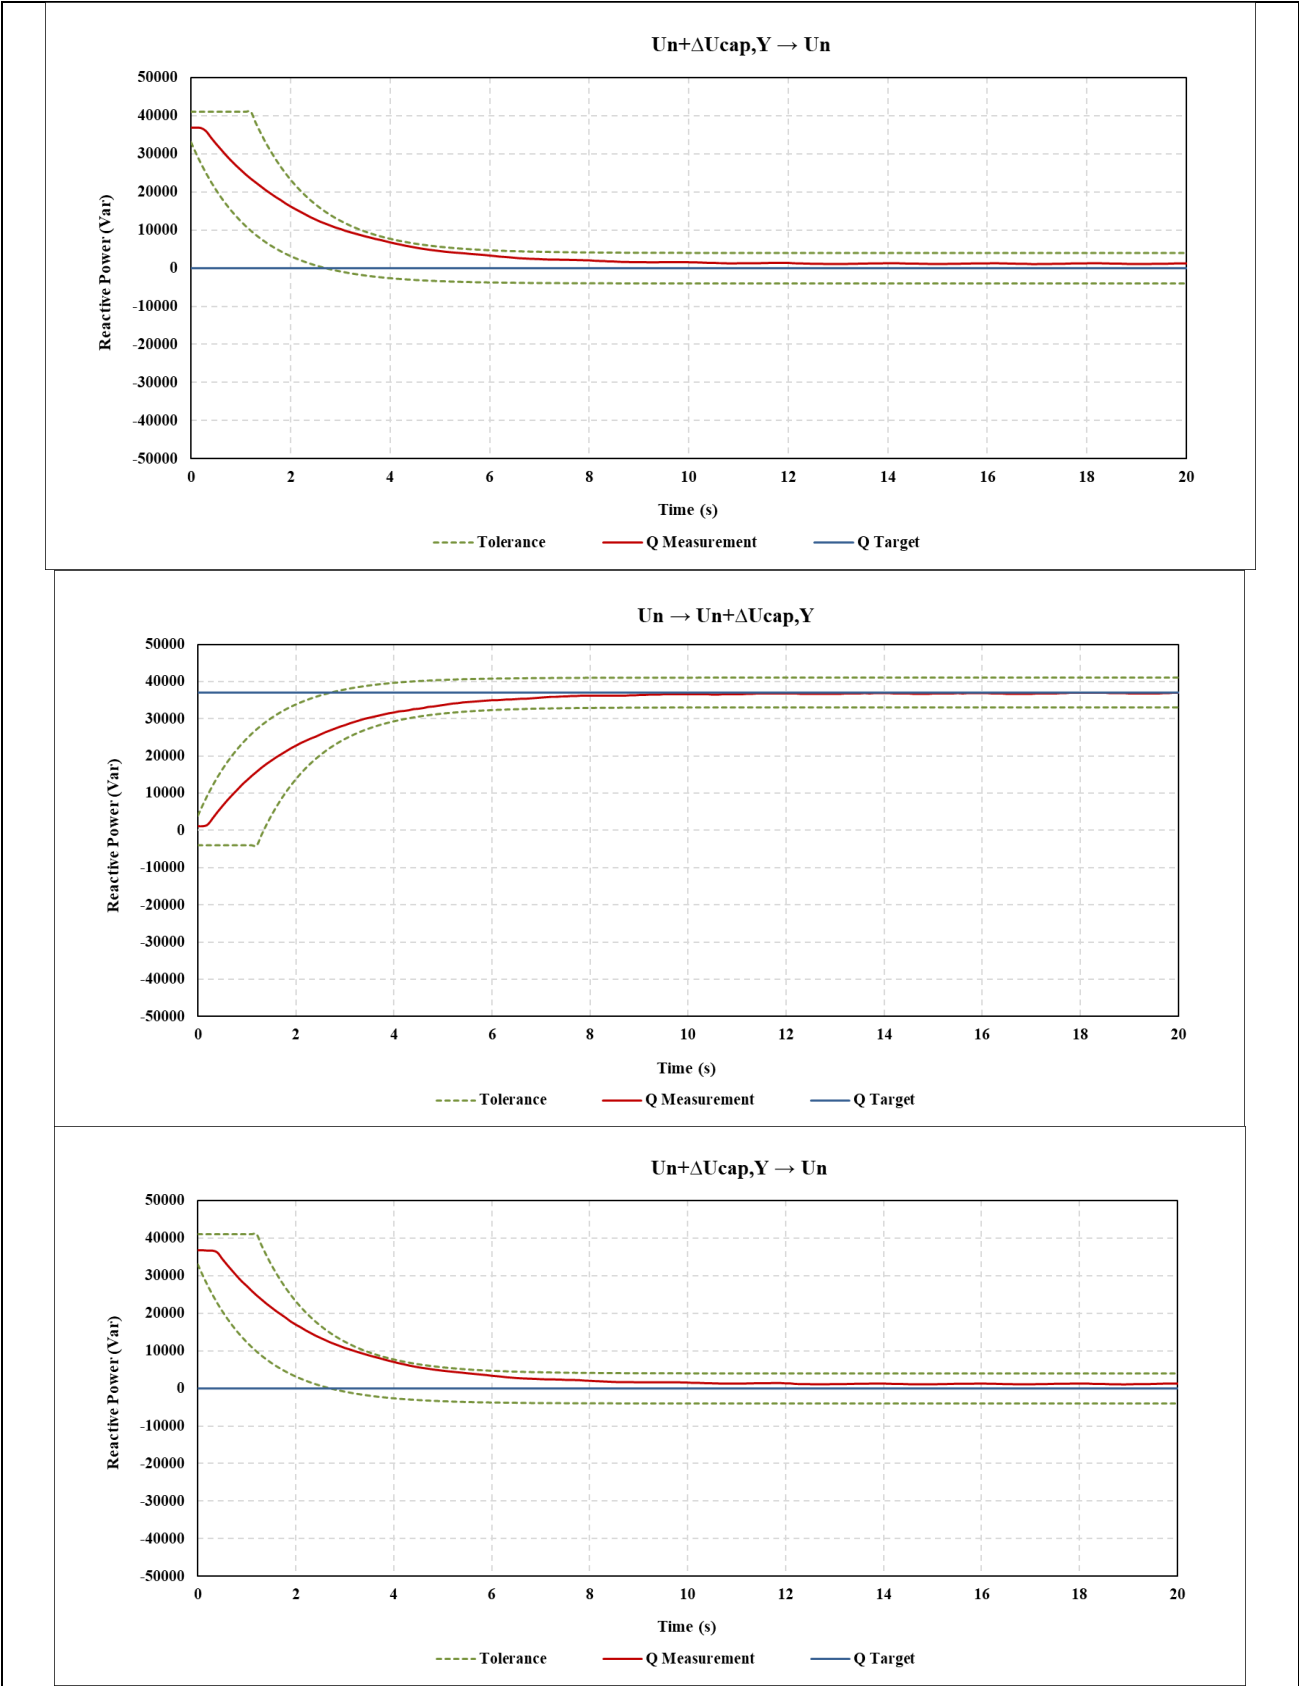 Un+ΔUcap,Y → Un
50000
40000
30000
20000
10000
0
-10000
-20000
-30000
-40000
-50000
Reactive Power (Var)
0 2 4 6 8 10 12 14 16 18 20
Time (s)
Tolerance Q Measurement Q Target
Un → Un+ΔUcap,Y
50000
40000
30000
20000
10000
0
-10000
-20000
-30000
-40000
-50000
Reactive Power (Var)
0 2 4 6 8 10 12 14 16 18 20
Time (s)
Tolerance Q Measurement Q Target
Un+ΔUcap,Y → Un
50000
40000
30000
20000
10000
0
-10000
-20000
-30000
-40000
-50000
Reactive Power (Var)
0 2 4 6 8 10 12 14 16 18 20
Time (s)
Tolerance Q Measurement Q Target